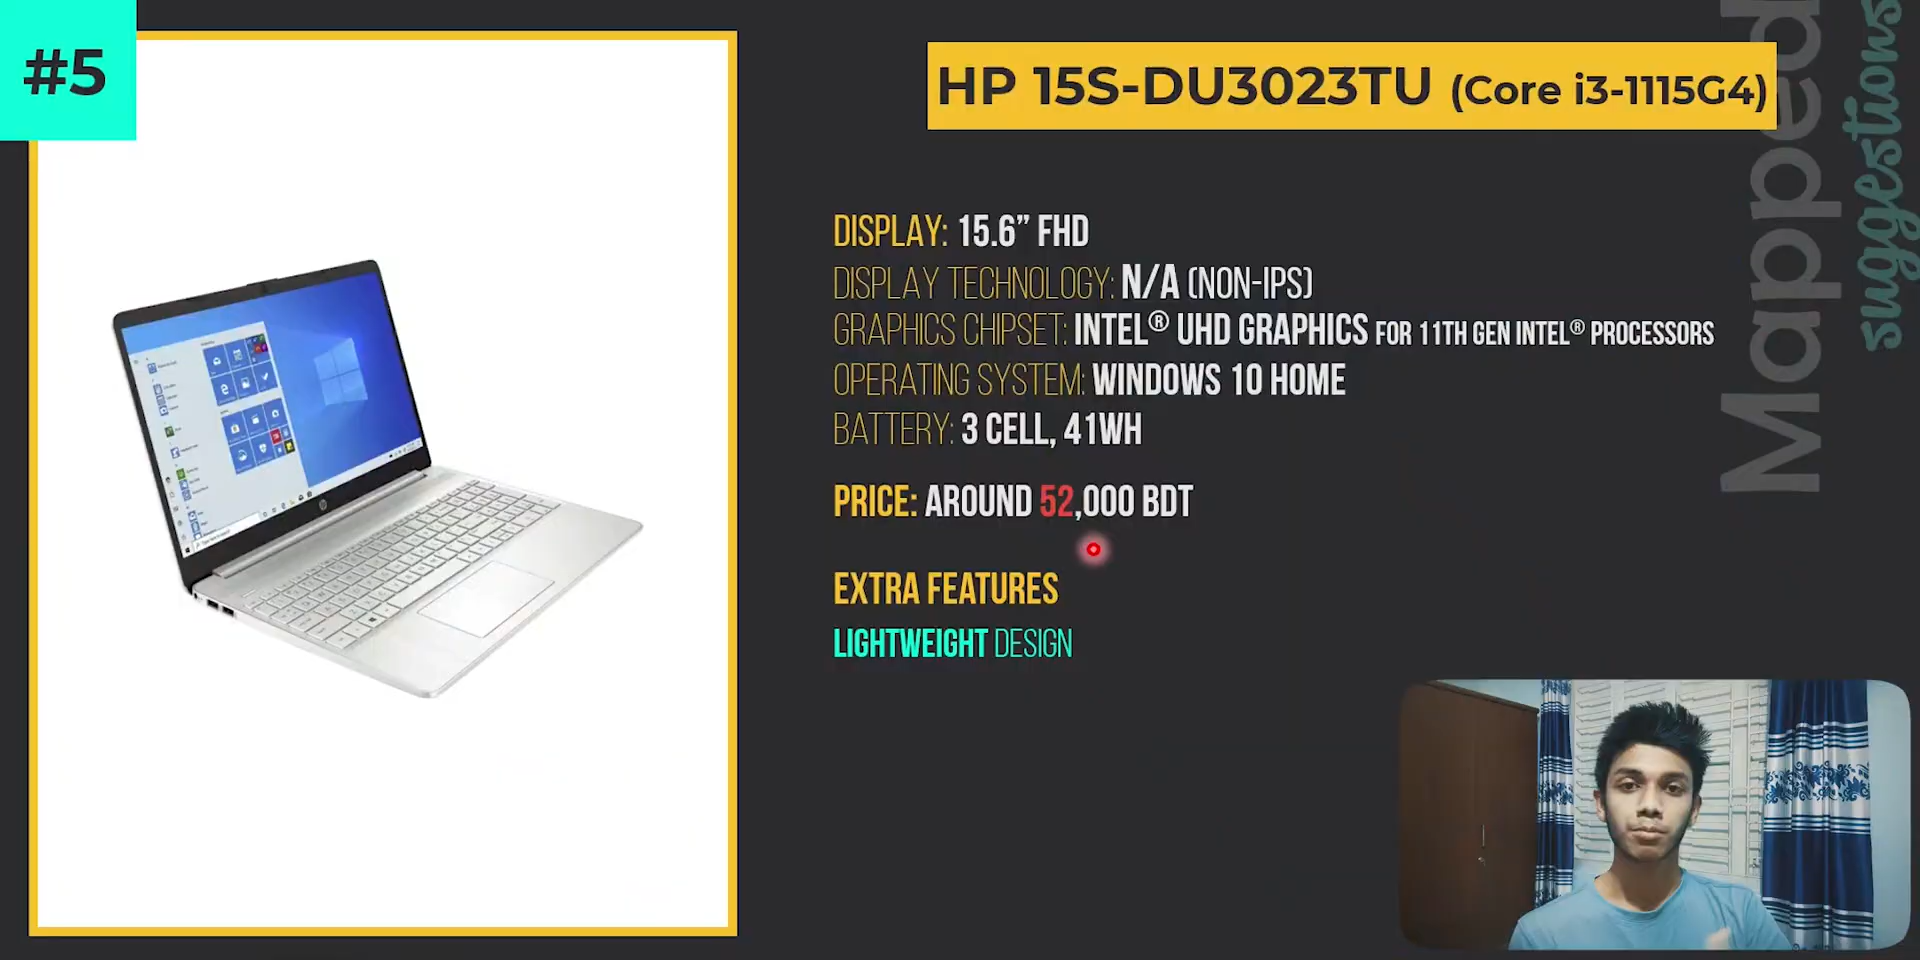 #5
HP 15S-DU3023TU (Core i3-1115G4)
DISPLAY: 15.6” FHD
DISPLAY TECHNOLOGY: N/A (NON-IPS)
GRAPHICS CHIPSET: INTEL® UHD GRAPHICS FOR 11TH GEN INTEL® PROCESSORS
OPERATING SYSTEM: WINDOWS 10 HOME
BATTERY: 3 CELL, 41WH
PRICE: AROUND 52,000 BDT
EXTRA FEATURES
LIGHTWEIGHT DESIGN
Mapped
suggestions